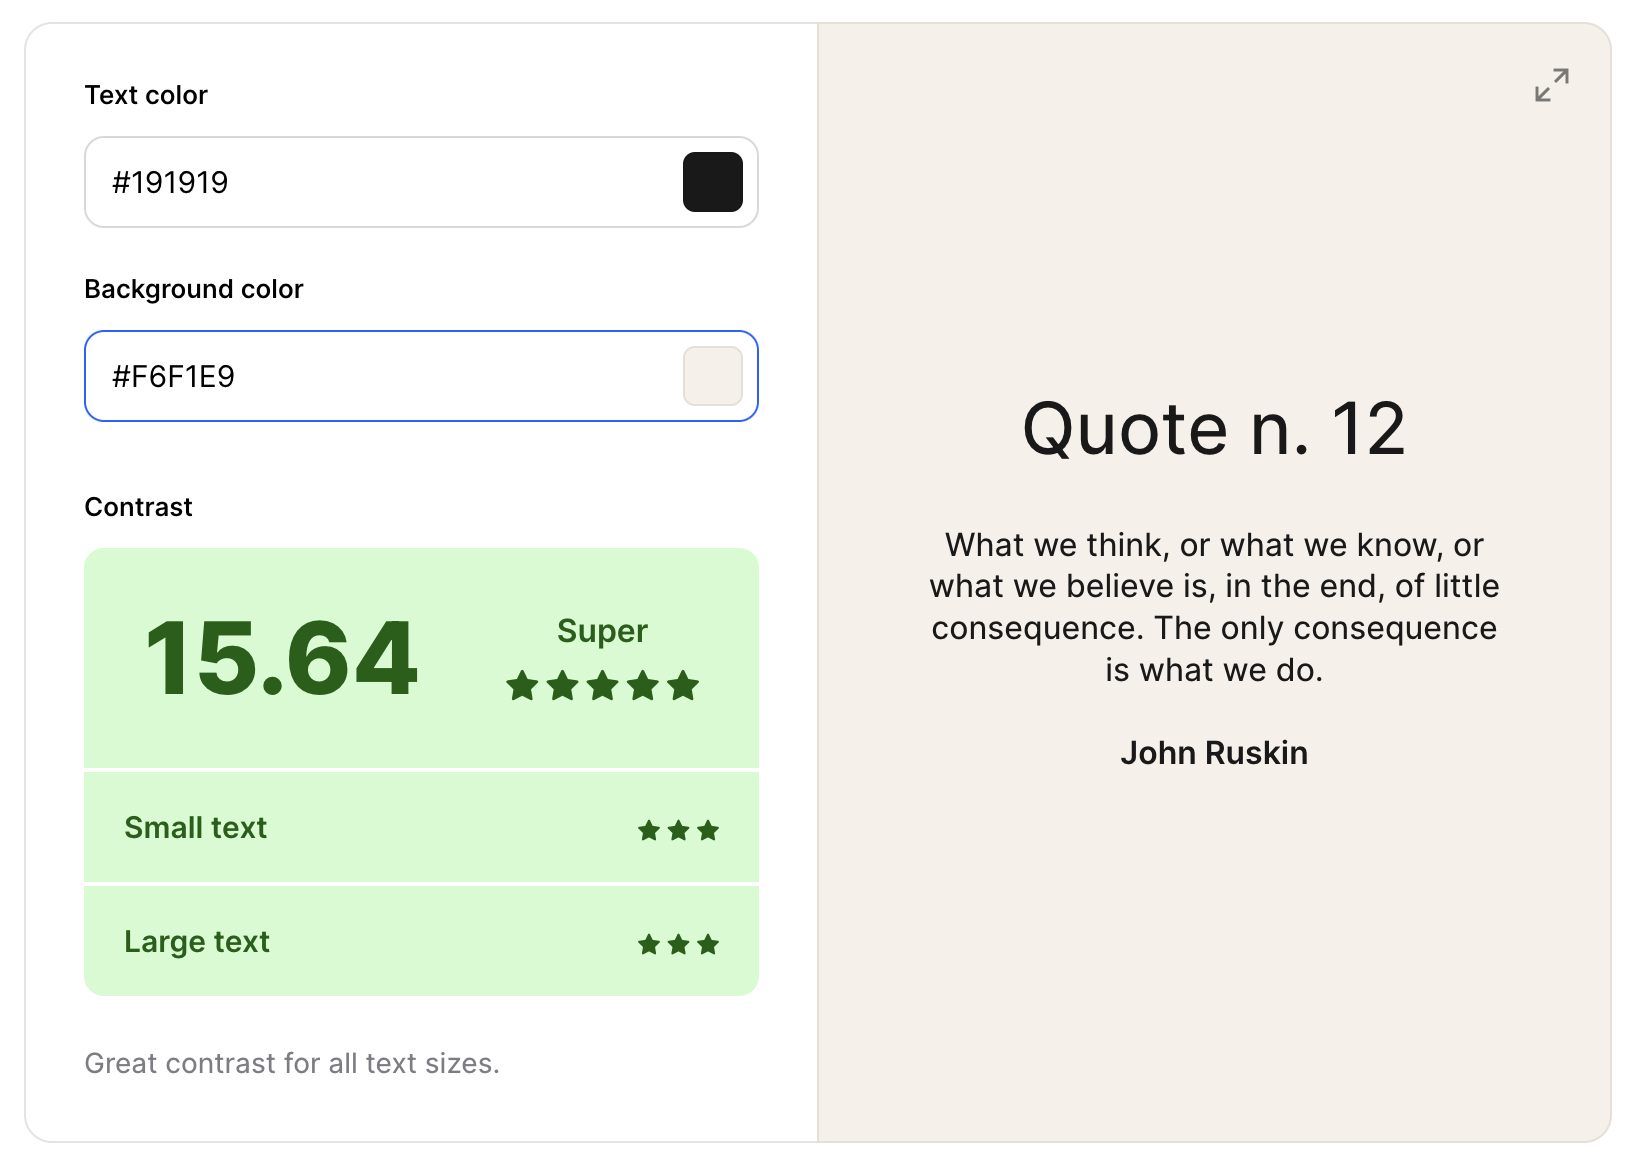 Text color
#191919
Background color
#F6F1E9
Contrast
15.64
Super
Small text
Large text
Great contrast for all text sizes.
Quote n. 12
What we think, or what we know, or
what we believe is, in the end, of little
consequence. The only consequence
is what we do.
John Ruskin